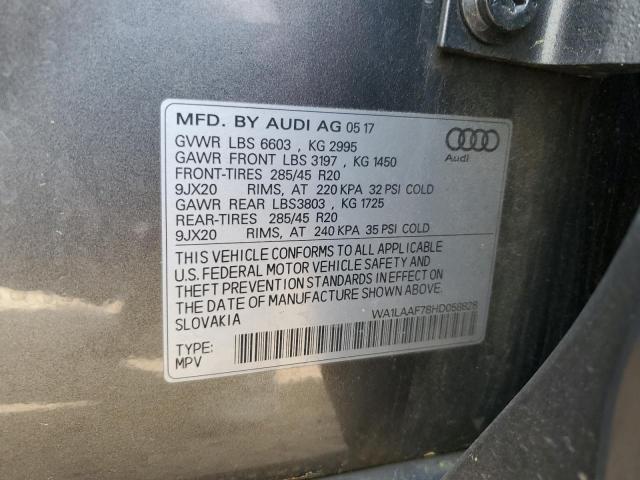 MFD. BY AUDI AG 05 17
GVWR LBS 6603 , KG 2995
GAWR FRONT LBS 3197 , KG 1450
FRONT-TIRES 285/45 R20
9JX20 RIMS, AT 220 KPA 32 PSI COLD
GAWR REAR LBS3803 , KG 1725
REAR-TIRES 285/45 R20
9JX20 RIMS, AT 240 KPA 35 PSI COLD
Audi
THIS VEHICLE CONFORMS TO ALL APPLICABLE
U.S. FEDERAL MOTOR VEHICLE SAFETY AND
THEFT PREVENTION STANDARDS IN EFFECT ON
THE DATE OF MANUFACTURE SHOWN ABOVE.
SLOVAKIA
WA1LAAF78HD058828
TYPE:
MPV